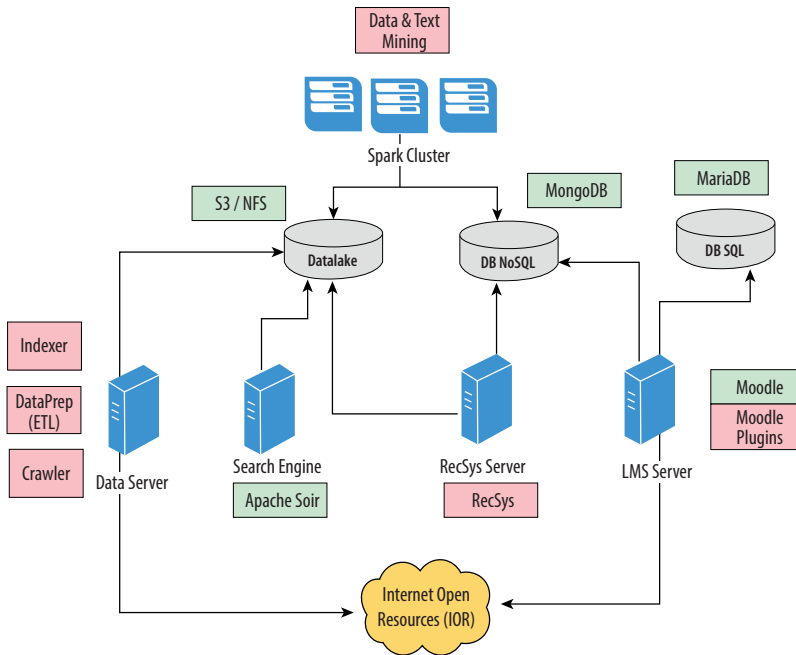 Data & Text
Mining
Spark Cluster
S3 / NFS
MongoDB
MariaDB
Datalake
DB NoSQL
DB SQL
Indexer
DataPrep
(ETL)
Crawler
Data Server
Search Engine
Apache Soir
RecSys Server
RecSys
LMS Server
Moodle
Moodle
Plugins
Internet Open
Resources (IOR)